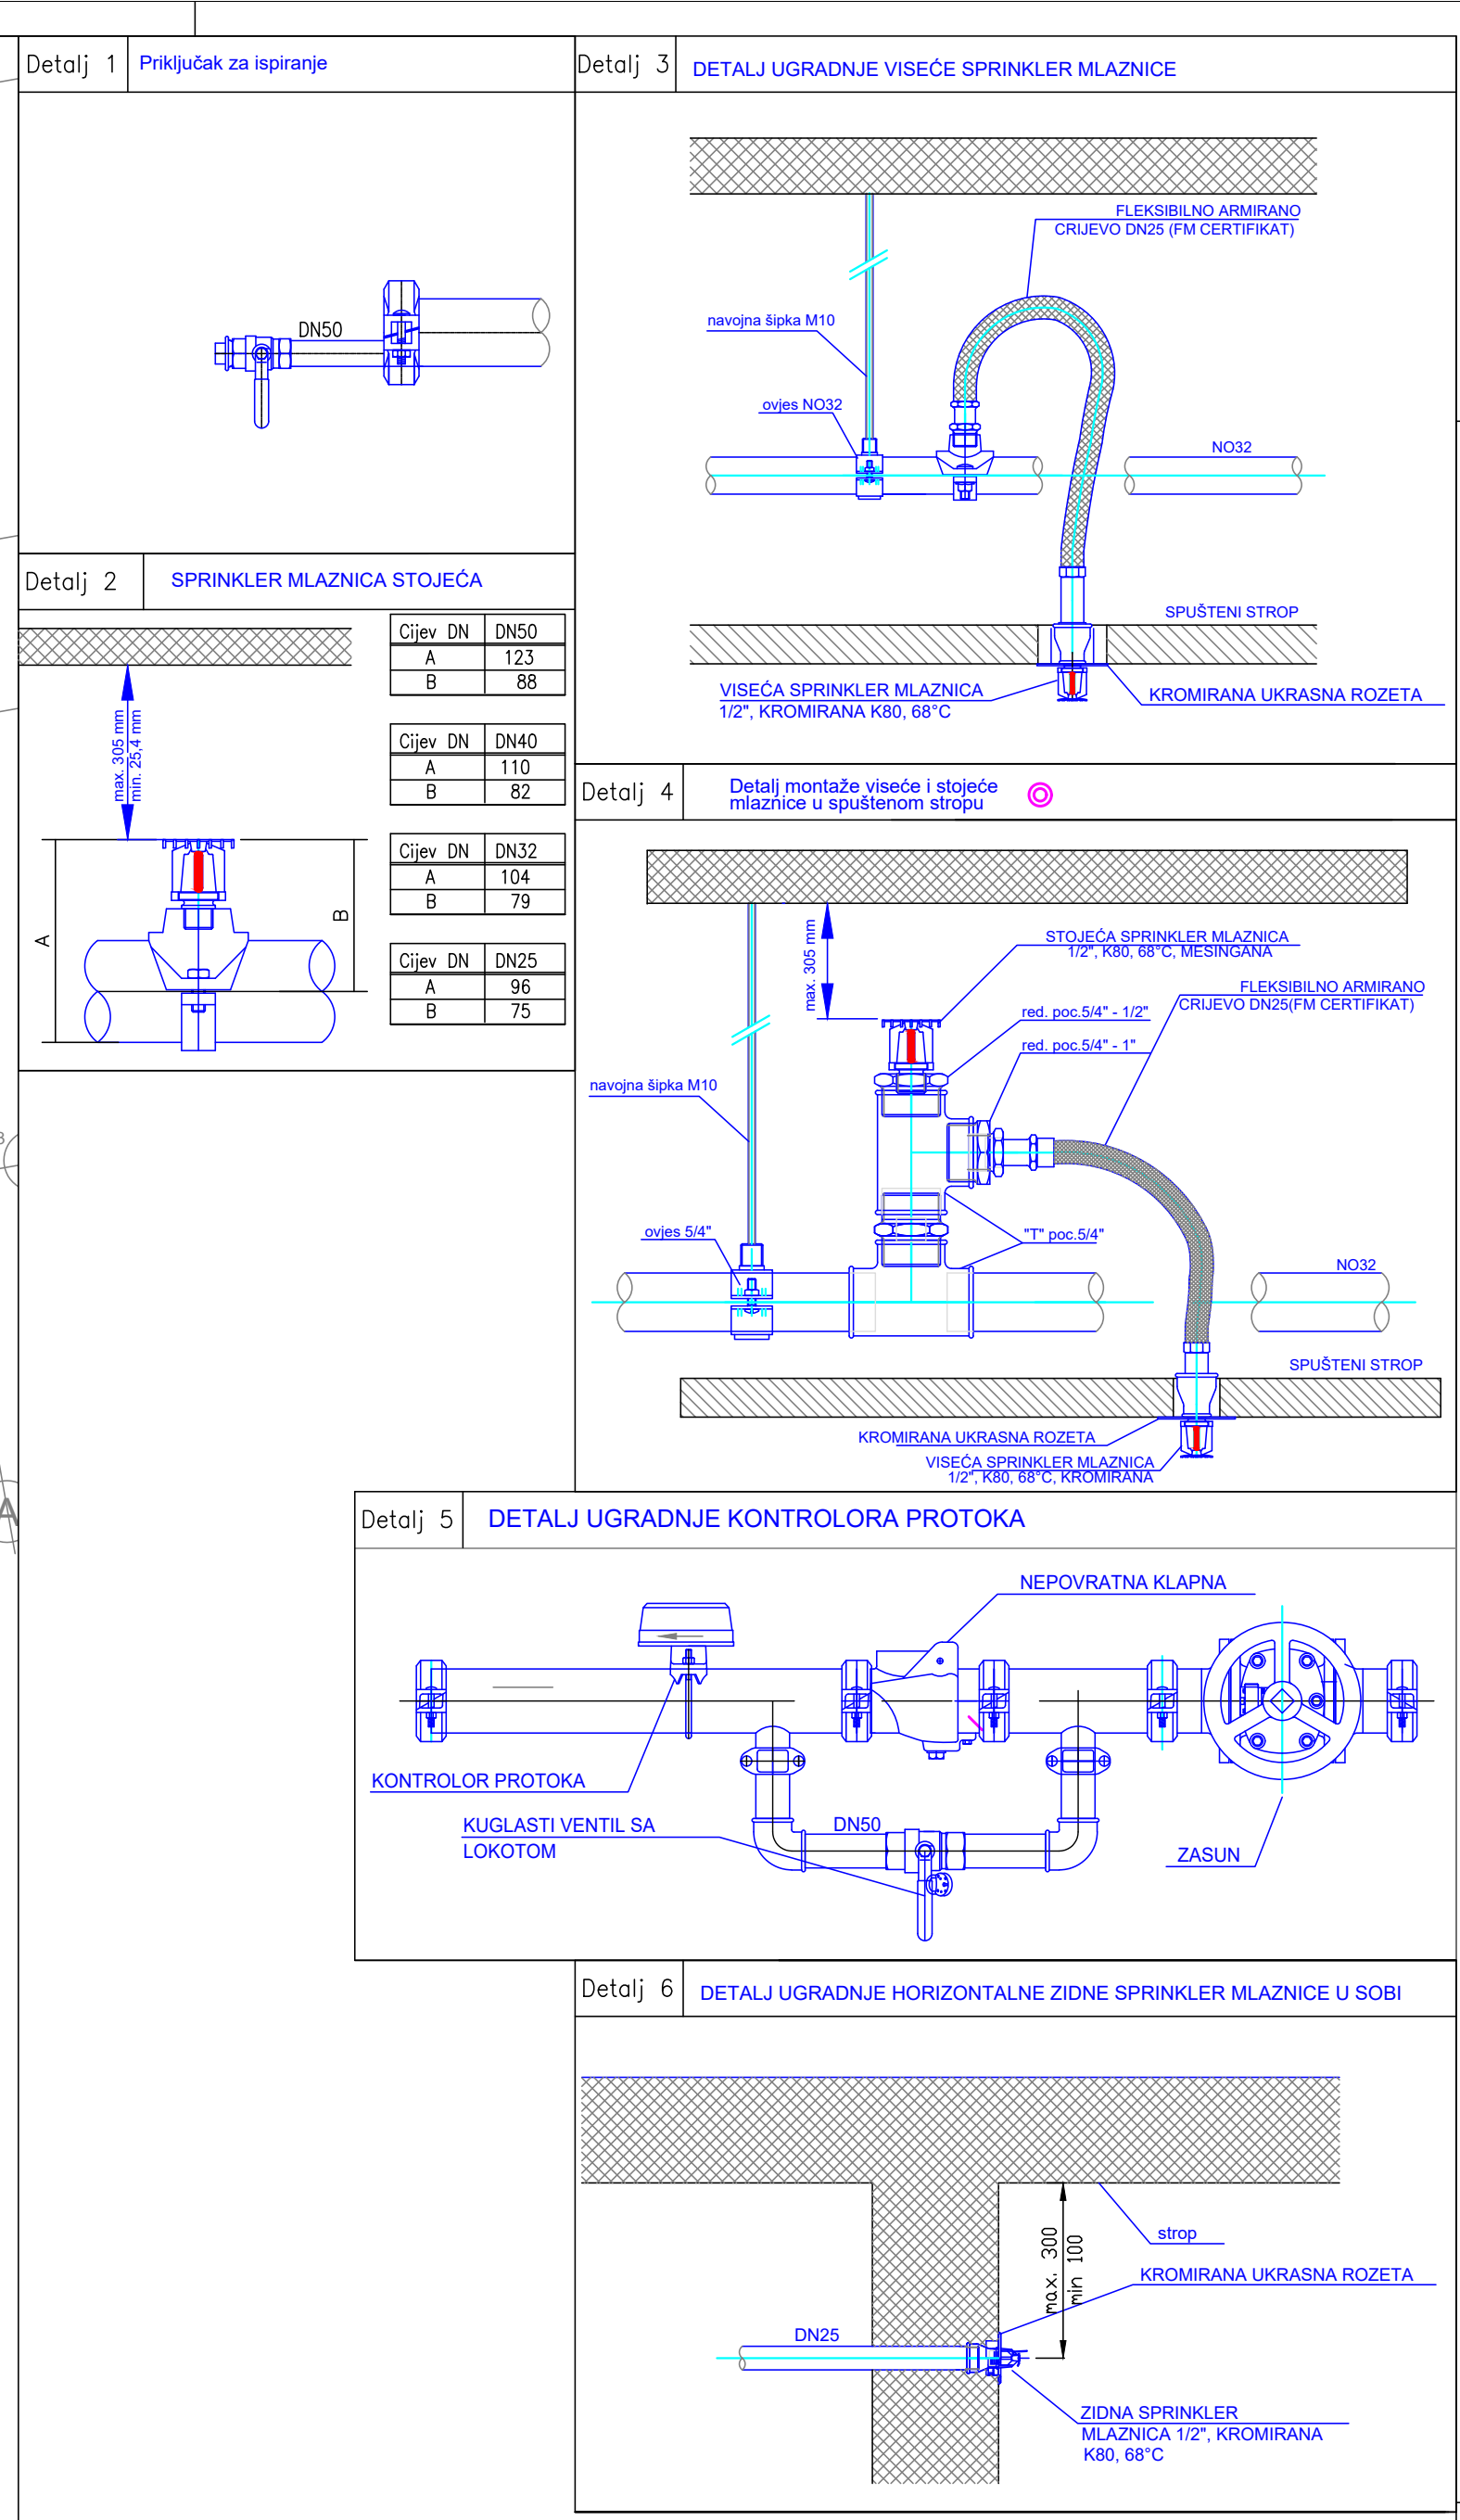 Detalj 1
Priključak za ispiranje
DN50
Detalj 2
SPRINKLER MLAZNICA STOJEĆA
max. 305 mm
min. 25,4 mm
A
B
Cijev DN DN50
A 123
B 88
Cijev DN DN40
A 110
B 82
Cijev DN DN32
A 104
B 79
Cijev DN DN25
A 96
B 75
Detalj 3
DETALJ UGRADNJE VISEĆE SPRINKLER MLAZNICE
FLEKSIBILNO ARMIRANO
CRIJEVO DN25 (FM CERTIFIKAT)
navojna šipka M10
ovjes NO32
NO32
SPUŠTENI STROP
VISEĆA SPRINKLER MLAZNICA
1/2", KROMIRANA K80, 68°C
KROMIRANA UKRASNA ROZETA
Detalj 4
Detalj montaže viseće i stojeće
mlaznice u spuštenom stropu
max. 305 mm
STOJEĆA SPRINKLER MLAZNICA
1/2", K80, 68°C, MESINGANA
FLEKSIBILNO ARMIRANO
CRIJEVO DN25(FM CERTIFIKAT)
red. poc.5/4" - 1/2"
red. poc.5/4" - 1"
navojna šipka M10
ovjes 5/4"
"T" poc.5/4"
NO32
SPUŠTENI STROP
KROMIRANA UKRASNA ROZETA
VISEĆA SPRINKLER MLAZNICA
1/2", K80, 68°C, KROMIRANA
A
Detalj 5
DETALJ UGRADNJE KONTROLORA PROTOKA
NEPOVRATNA KLAPNA
KONTROLOR PROTOKA
KUGLASTI VENTIL SA
LOKOTOM
DN50
ZASUN
Detalj 6
DETALJ UGRADNJE HORIZONTALNE ZIDNE SPRINKLER MLAZNICE U SOBI
max. 300
min 100
strop
KROMIRANA UKRASNA ROZETA
DN25
ZIDNA SPRINKLER
MLAZNICA 1/2", KROMIRANA
K80, 68°C